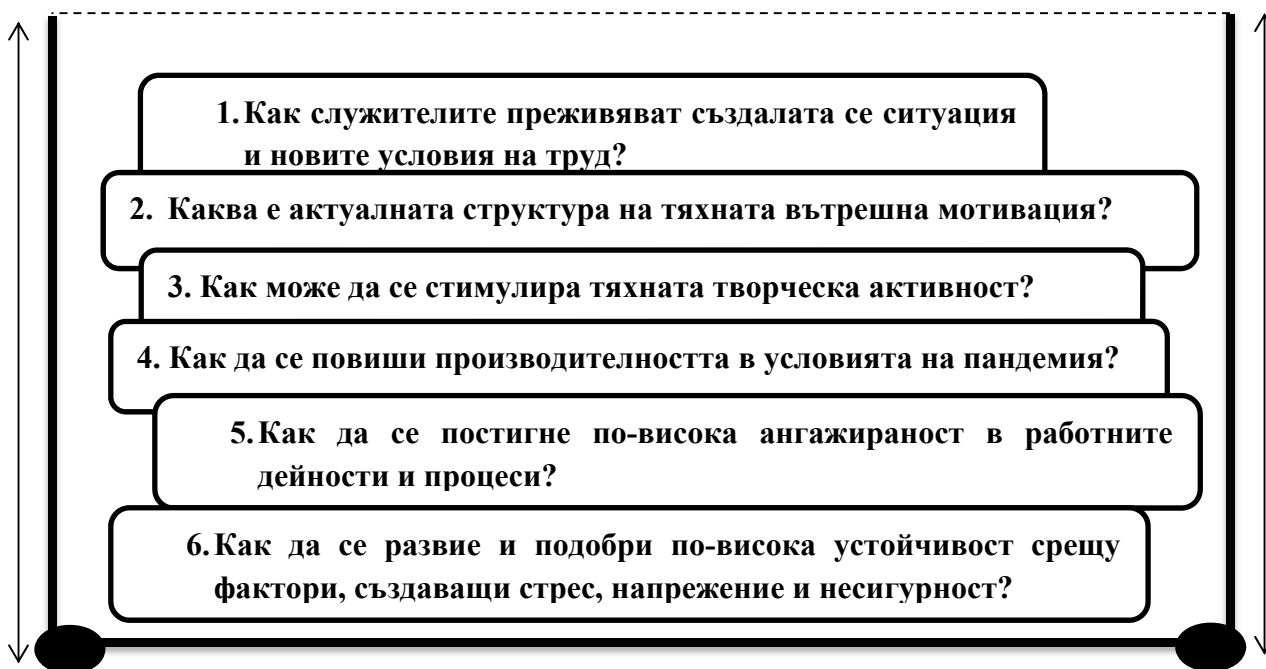 1. Как служителите преживяват създалата се ситуация
и новите условия на труд?
2. Каква е актуалната структура на тяхната вътрешна мотивация?
3. Как може да се стимулира тяхната творческа активност?
4. Как да се повиши производителността в условията на пандемия?
5. Как да се постигне по-висока ангажираност в работните
дейности и процеси?
6. Как да се развие и подобри по-висока устойчивост срещу
фактори, създаващи стрес, напрежение и несигурност?